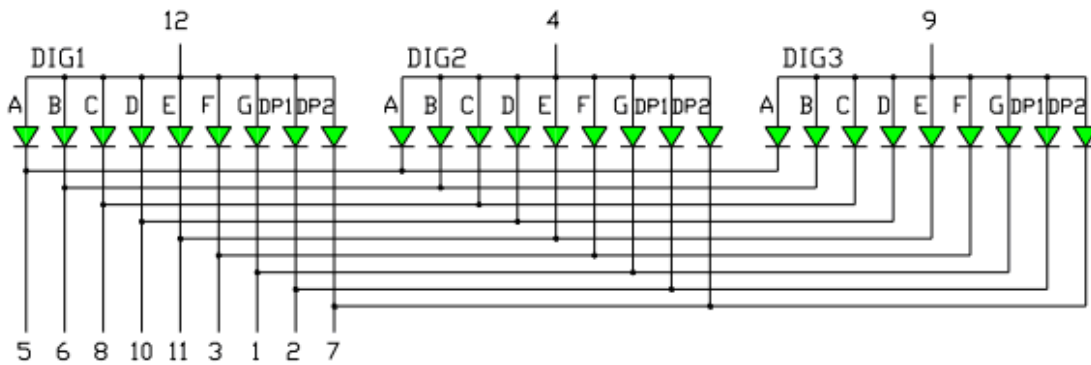 12 4 9
DIG1 DIG2 DIG3
A B C D E F G DP1 DP2 A B C D E F G DP1 DP2 A B C D E F G DP1 DP2
5 6 8 10 11 3 1 2 7